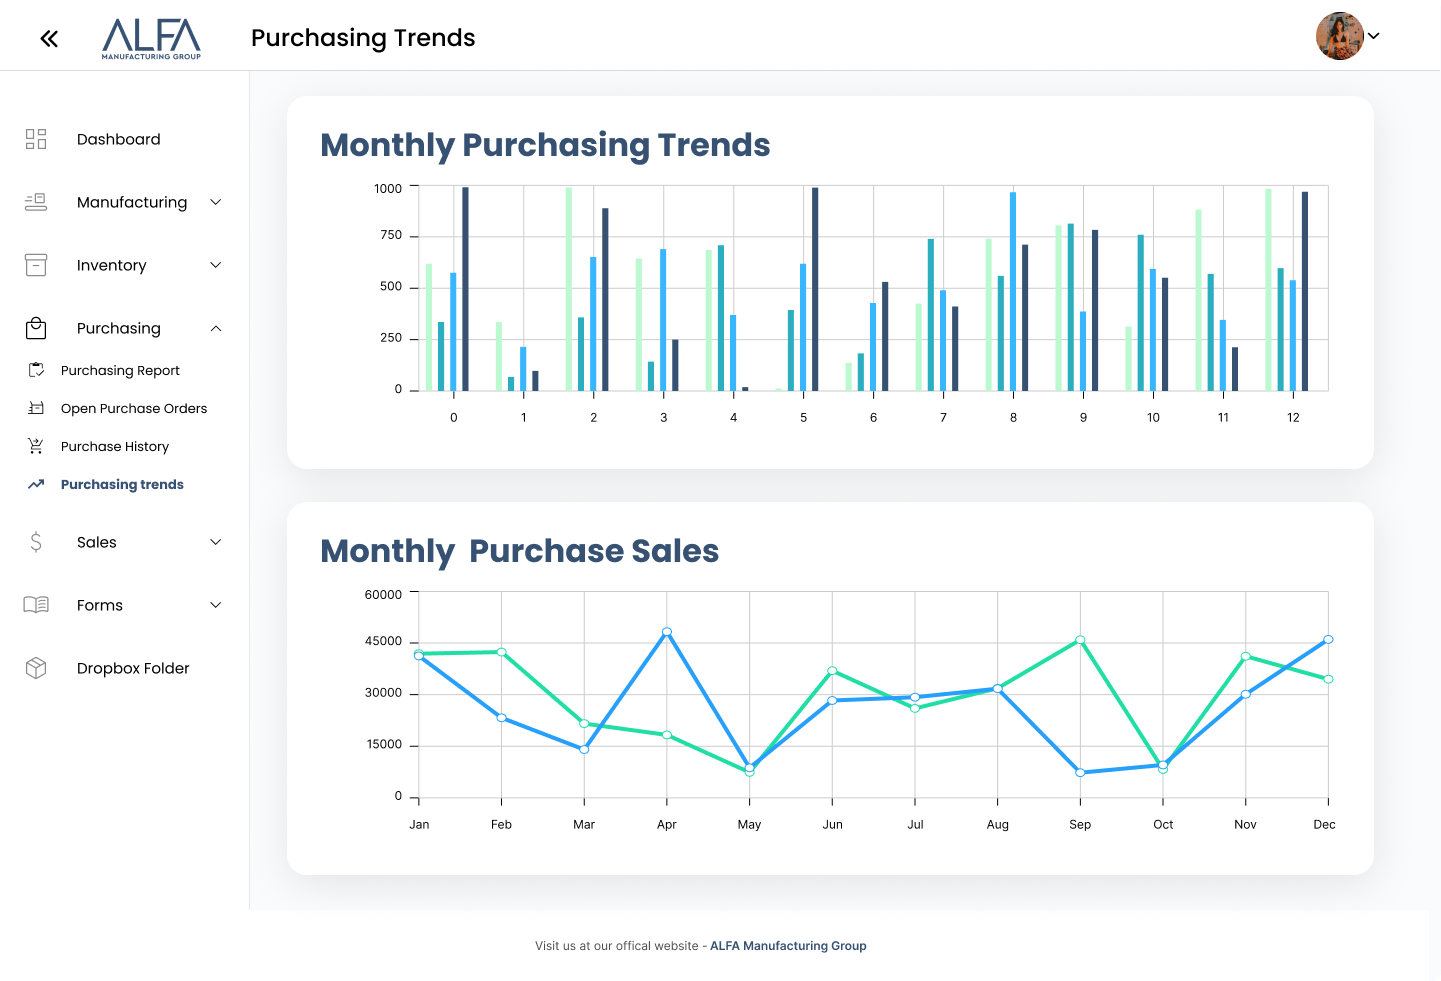 ALFA
MANUFACTURING GROUP
Purchasing Trends
Dashboard
Manufacturing
Inventory
Purchasing
Purchasing Report
Open Purchase Orders
Purchase History
Purchasing trends
Sales
Forms
Dropbox Folder
Monthly Purchasing Trends
1000
750
500
250
0
0 1 2 3 4 5 6 7 8 9 10 11 12
Monthly Purchase Sales
60000
45000
30000
15000
0
Jan Feb Mar Apr May Jun Jul Aug Sep Oct Nov Dec
Visit us at our offical website - ALFA Manufacturing Group